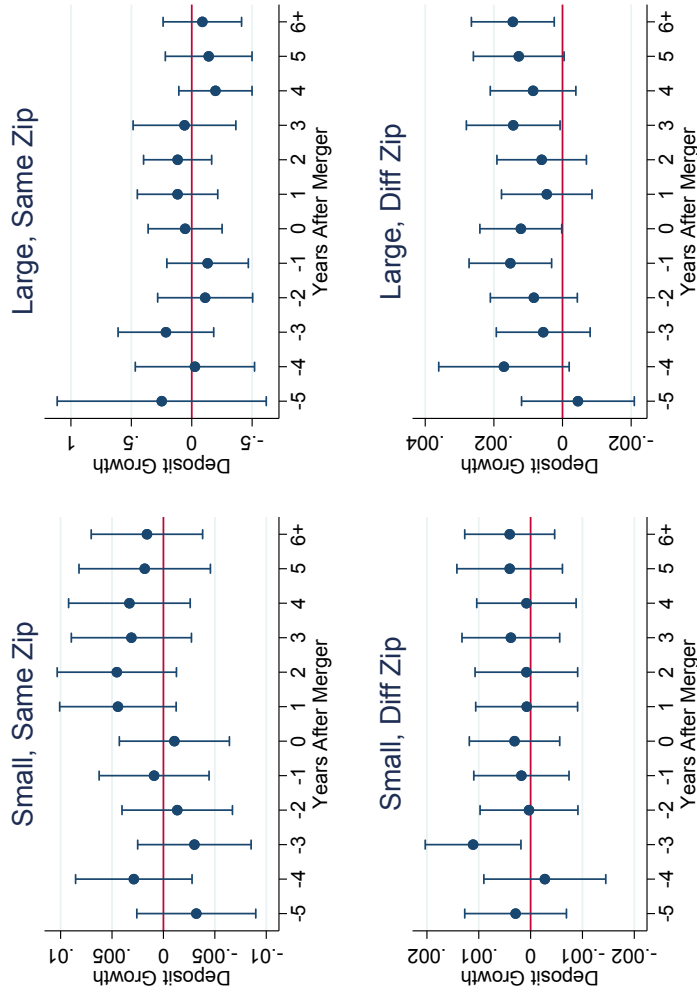 Small, Same Zip
Deposit Growth
.01
.005
0
-.005
-.01
-5 -4 -3 -2 -1 0 1 2 3 4 5 6+
Years After Merger
Large, Same Zip
Deposit Growth
1
.5
0
-.5
-5 -4 -3 -2 -1 0 1 2 3 4 5 6+
Years After Merger
Small, Diff Zip
Deposit Growth
.002
.001
0
-.001
-.002
-5 -4 -3 -2 -1 0 1 2 3 4 5 6+
Years After Merger
Large, Diff Zip
Deposit Growth
.004
.002
0
-.002
-5 -4 -3 -2 -1 0 1 2 3 4 5 6+
Years After Merger